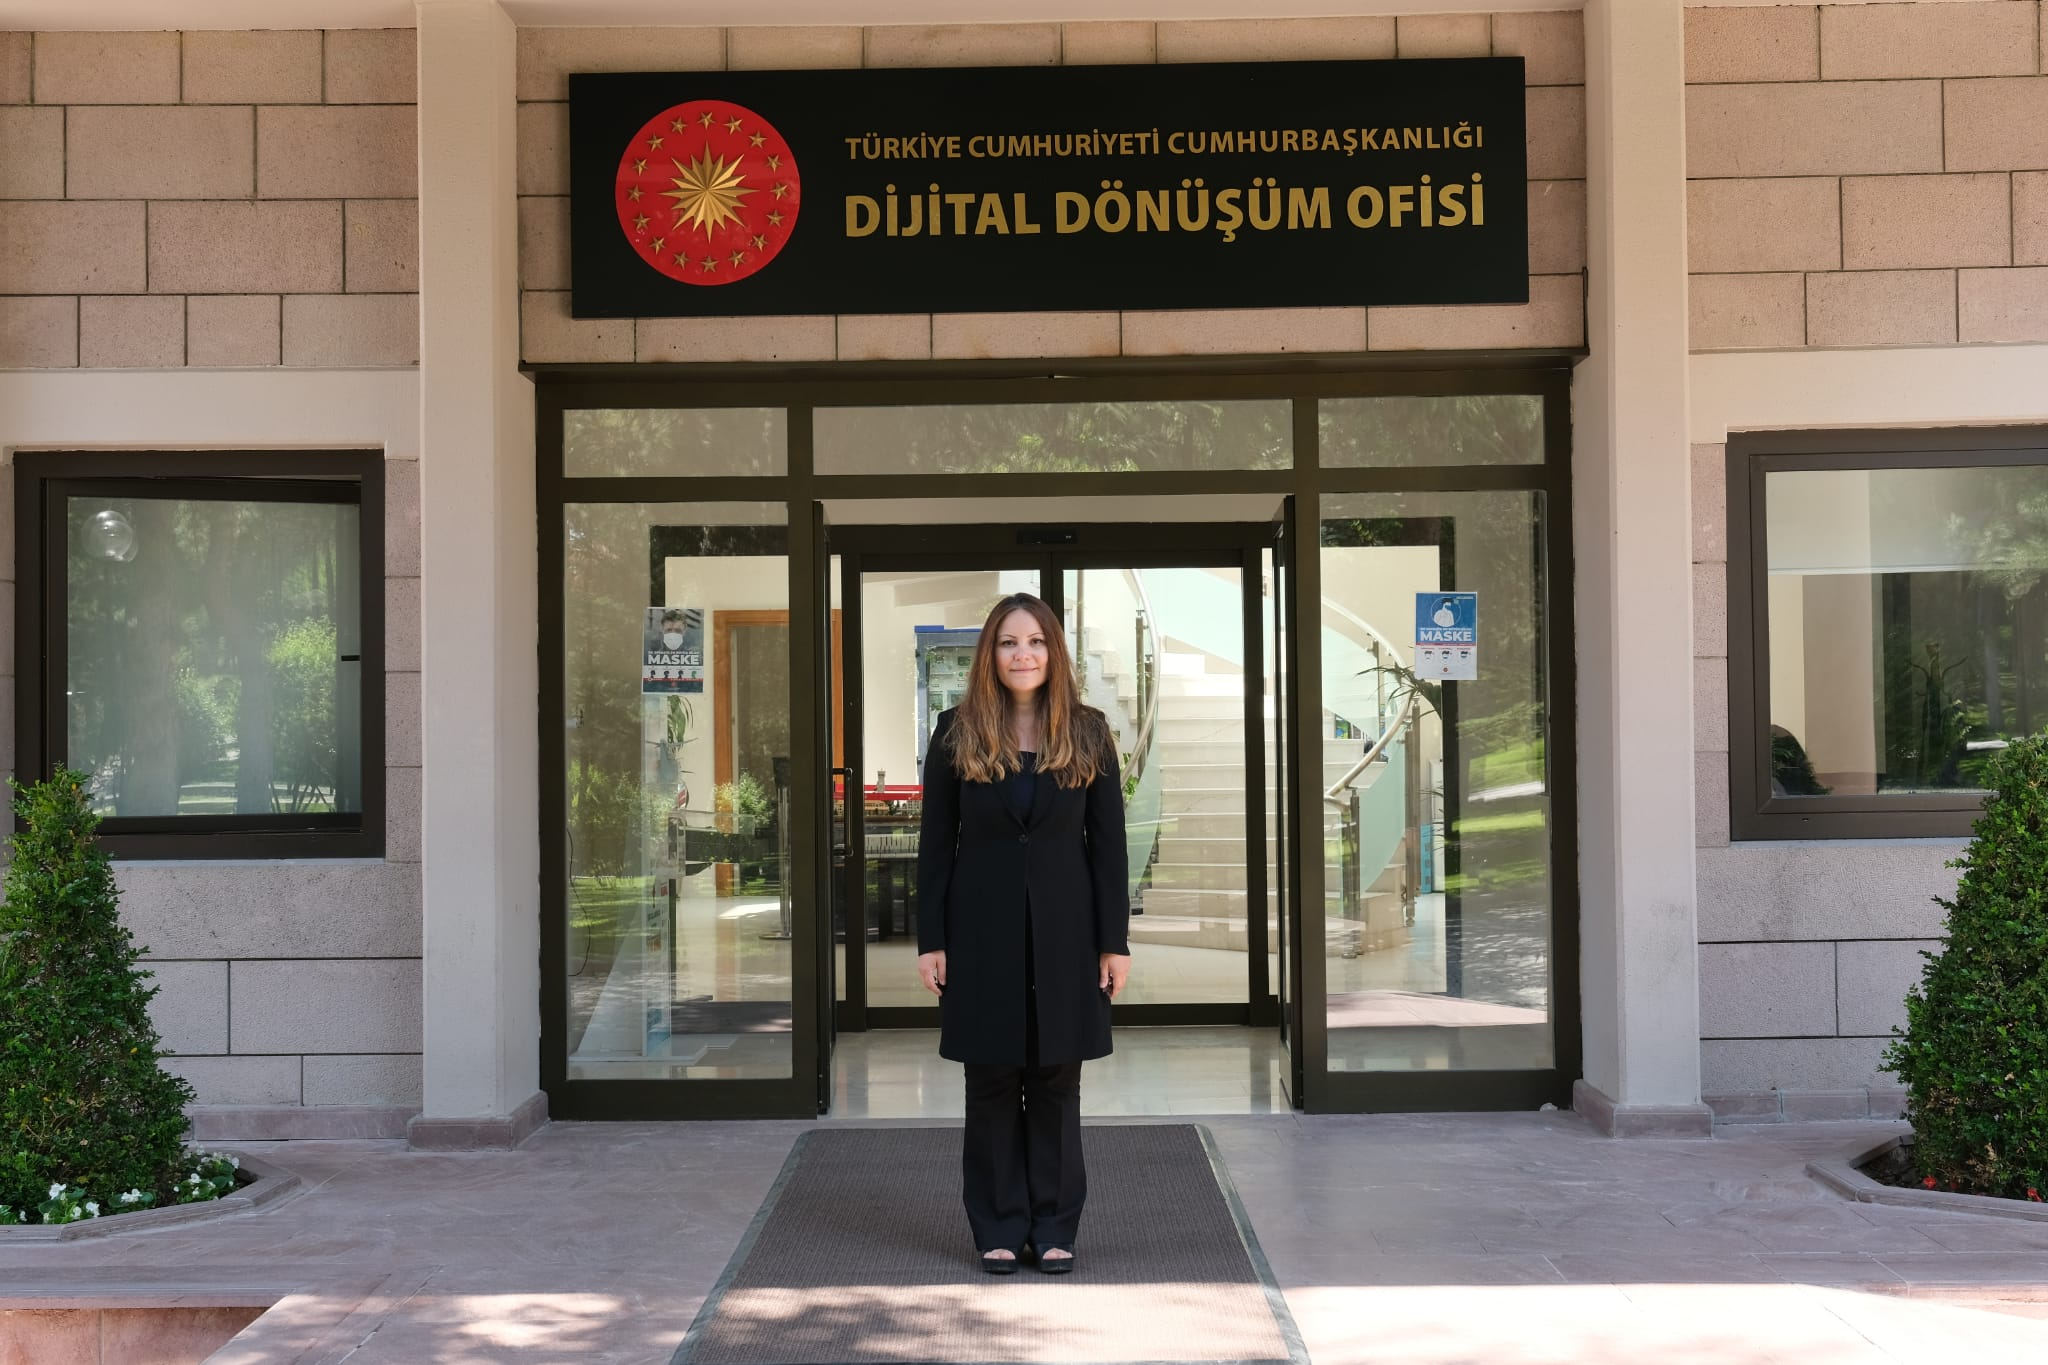 TÜRKİYE CUMHURİYETİ CUMHURBAŞKANLIĞI
DİJİTAL DÖNÜŞÜM OFİSİ
MASKE
MASKE